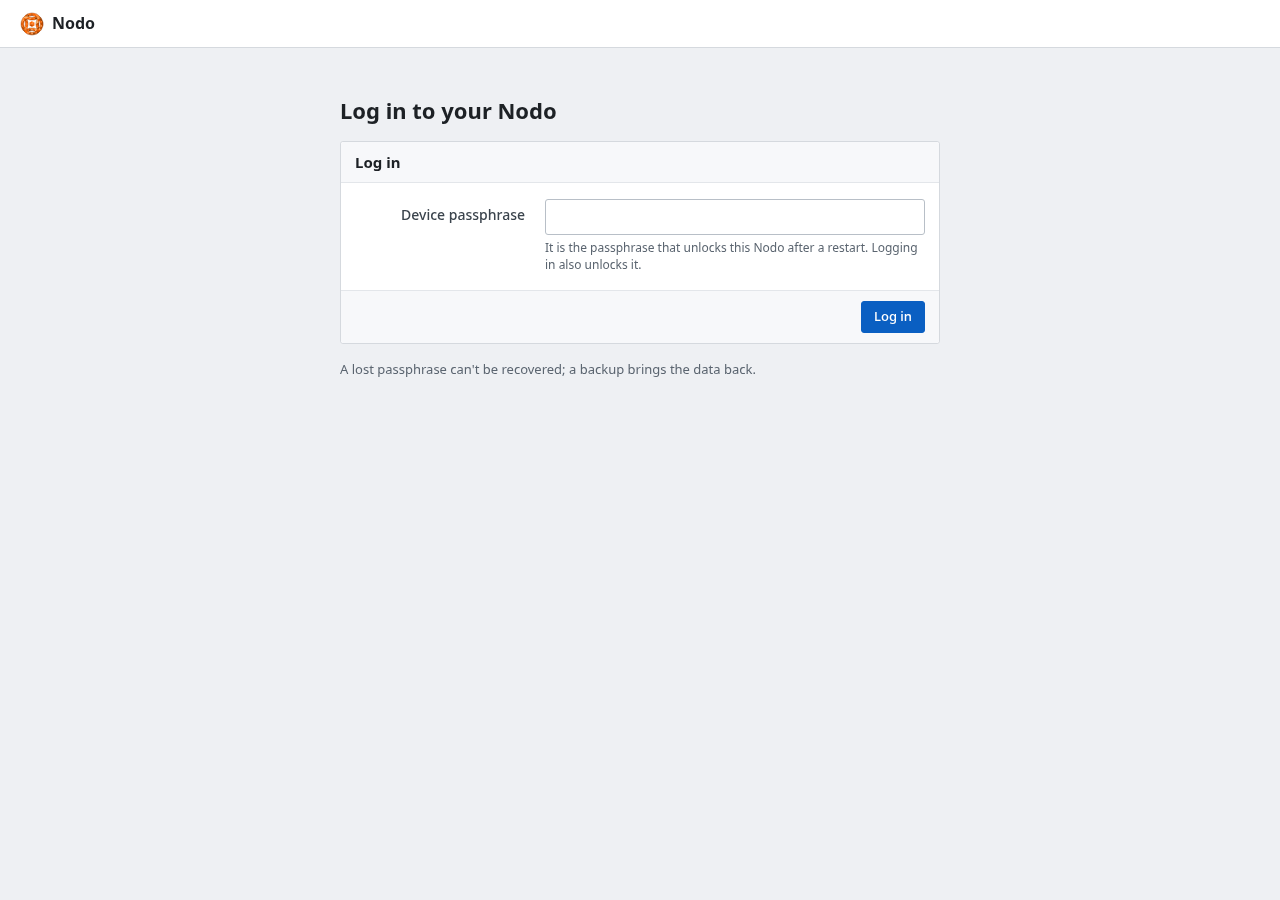 Nodo
Log in to your Nodo
Log in
Device passphrase
It is the passphrase that unlocks this Nodo after a restart. Logging
in also unlocks it.
Log in
A lost passphrase can't be recovered; a backup brings the data back.